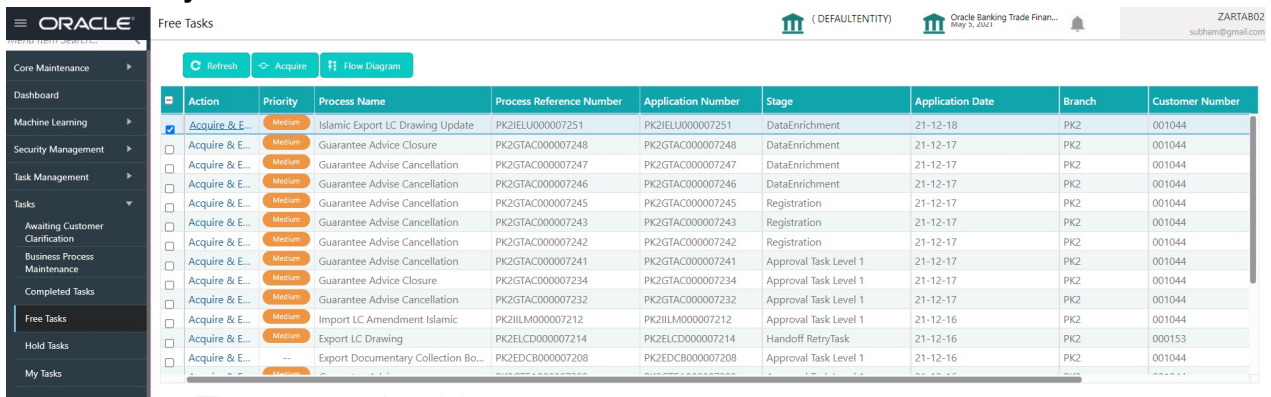 ≡ ORACLE Free Tasks ( DEFAULTENTITY) Oracle Banking Trade Finan... ZARTAB02
May 5, 2021 subham@gmail.com
Menu Item Search...
Core Maintenance
Dashboard
Machine Learning
Security Management
Task Management
Tasks
Awaiting Customer
Clarification
Business Process
Maintenance
Completed Tasks
Free Tasks
Hold Tasks
My Tasks
Refresh Acquire Flow Diagram
Action Priority Process Name Process Reference Number Application Number Stage Application Date Branch Customer Number
Acquire & E... Medium Islamic Export LC Drawing Update PK2IELU000007251 PK2IELU000007251 DataEnrichment 21-12-18 PK2 001044
Acquire & E... Medium Guarantee Advice Closure PK2GTAC000007248 PK2GTAC000007248 DataEnrichment 21-12-17 PK2 001044
Acquire & E... Medium Guarantee Advise Cancellation PK2GTAC000007247 PK2GTAC000007247 DataEnrichment 21-12-17 PK2 001044
Acquire & E... Medium Guarantee Advise Cancellation PK2GTAC000007246 PK2GTAC000007246 DataEnrichment 21-12-17 PK2 001044
Acquire & E... Medium Guarantee Advise Cancellation PK2GTAC000007245 PK2GTAC000007245 Registration 21-12-17 PK2 001044
Acquire & E... Medium Guarantee Advise Cancellation PK2GTAC000007243 PK2GTAC000007243 Registration 21-12-17 PK2 001044
Acquire & E... Medium Guarantee Advise Cancellation PK2GTAC000007242 PK2GTAC000007242 Registration 21-12-17 PK2 001044
Acquire & E... Medium Guarantee Advise Cancellation PK2GTAC000007241 PK2GTAC000007241 Approval Task Level 1 21-12-17 PK2 001044
Acquire & E... Medium Guarantee Advice Closure PK2GTAC000007234 PK2GTAC000007234 Approval Task Level 1 21-12-17 PK2 001044
Acquire & E... Medium Guarantee Advise Cancellation PK2GTAC000007232 PK2GTAC000007232 Approval Task Level 1 21-12-17 PK2 001044
Acquire & E... Medium Import LC Amendment Islamic PK2IILM000007212 PK2IILM000007212 Approval Task Level 1 21-12-16 PK2 001044
Acquire & E... Medium Export LC Drawing PK2ELCD000007214 PK2ELCD000007214 Handoff RetryTask 21-12-16 PK2 000153
Acquire & E... -- Export Documentary Collection Bo... PK2EDCB000007208 PK2EDCB000007208 Approval Task Level 1 21-12-16 PK2 001044